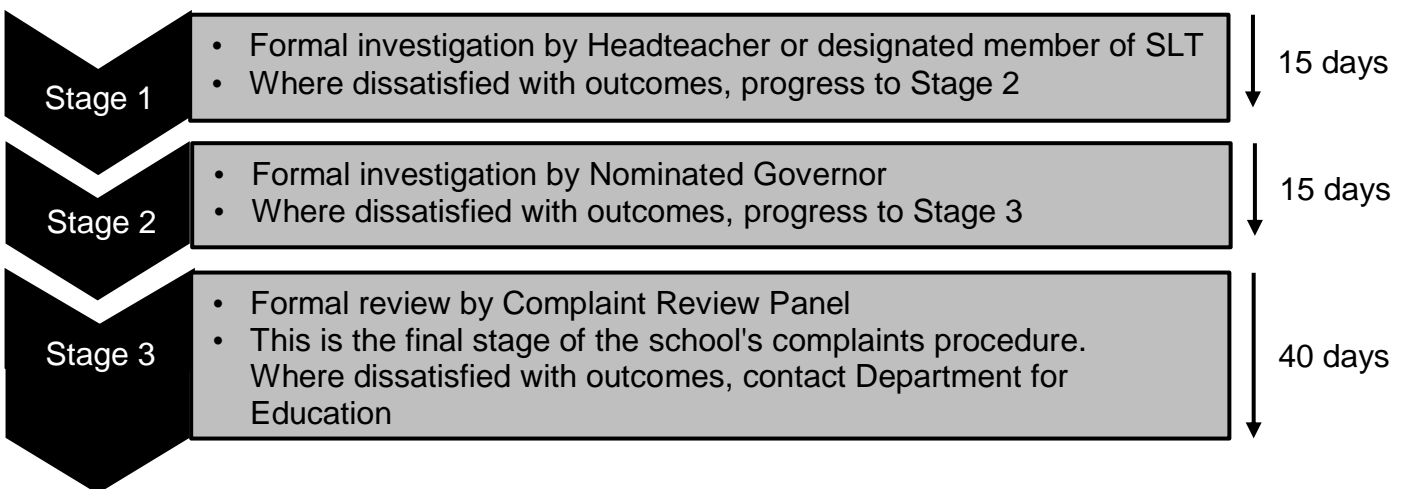 Stage 1
• Formal investigation by Headteacher or designated member of SLT
• Where dissatisfied with outcomes, progress to Stage 2
15 days
Stage 2
• Formal investigation by Nominated Governor
• Where dissatisfied with outcomes, progress to Stage 3
15 days
Stage 3
• Formal review by Complaint Review Panel
• This is the final stage of the school's complaints procedure.
Where dissatisfied with outcomes, contact Department for
Education
40 days